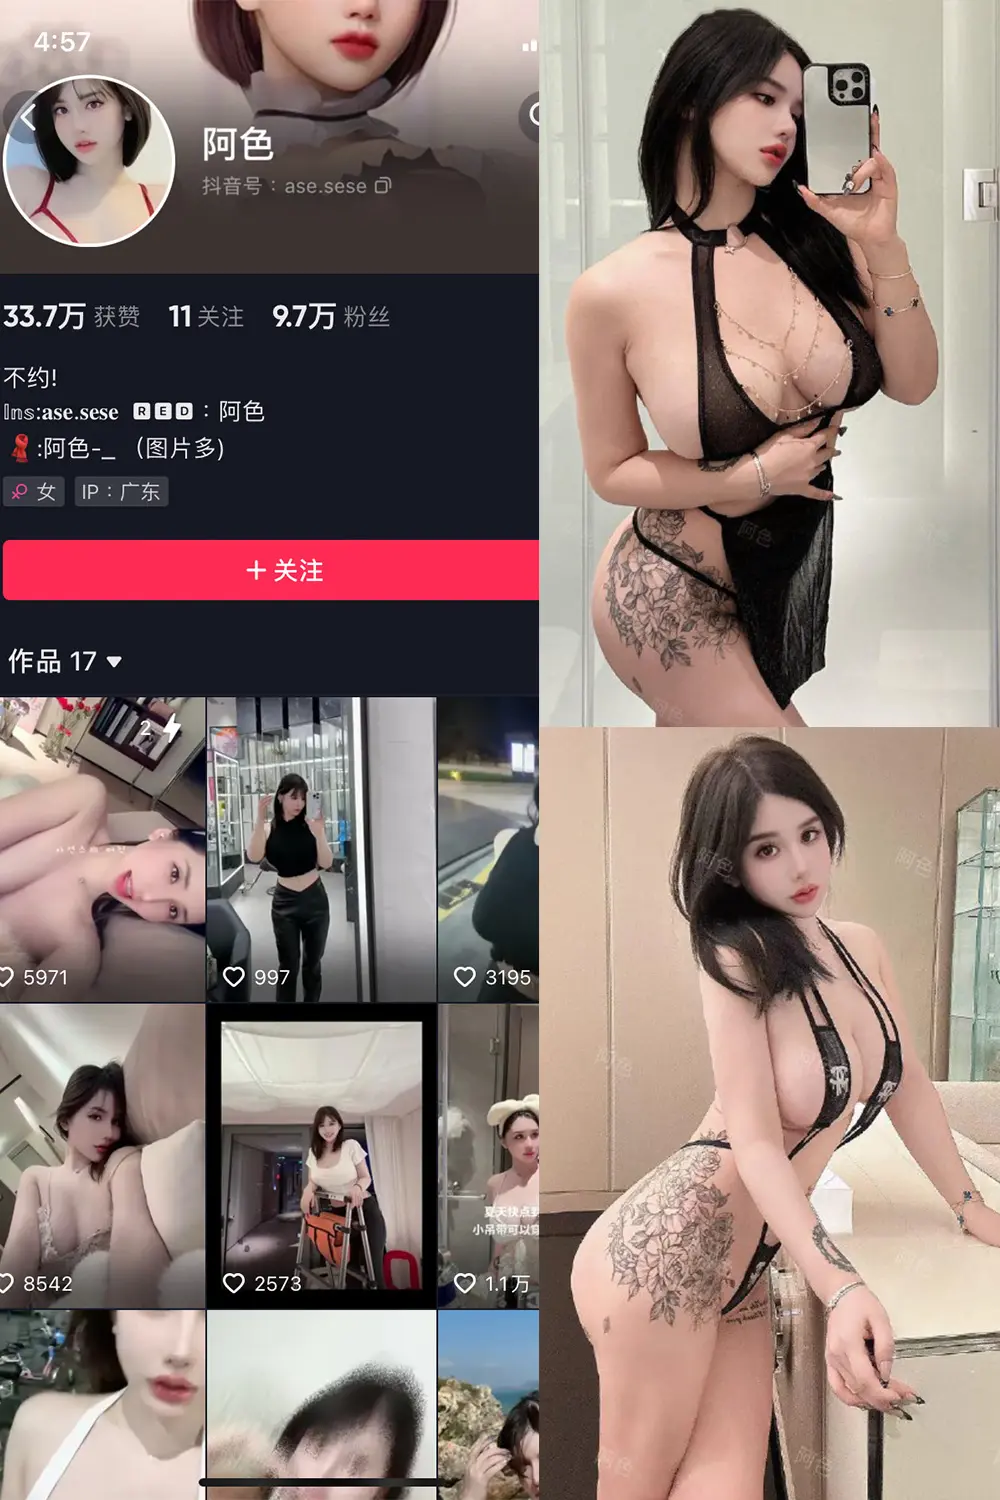 4:57
阿色
抖音号：ase.sese
33.7万 获赞 11 关注 9.7万 粉丝
不约!
Ins:ase.sese RED：阿色
:阿色-_ （图片多)
女 IP：广东
+ 关注
作品 17
2
5971
997
3195
8542
2573
夏天快点到
小吊带可以穿
1.1万
阿色
阿色
阿色
阿色
阿色
阿色
阿色